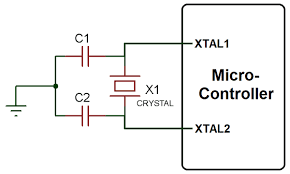 C1
XTAL1
X1
CRYSTAL
Micro-
Controller
C2
XTAL2